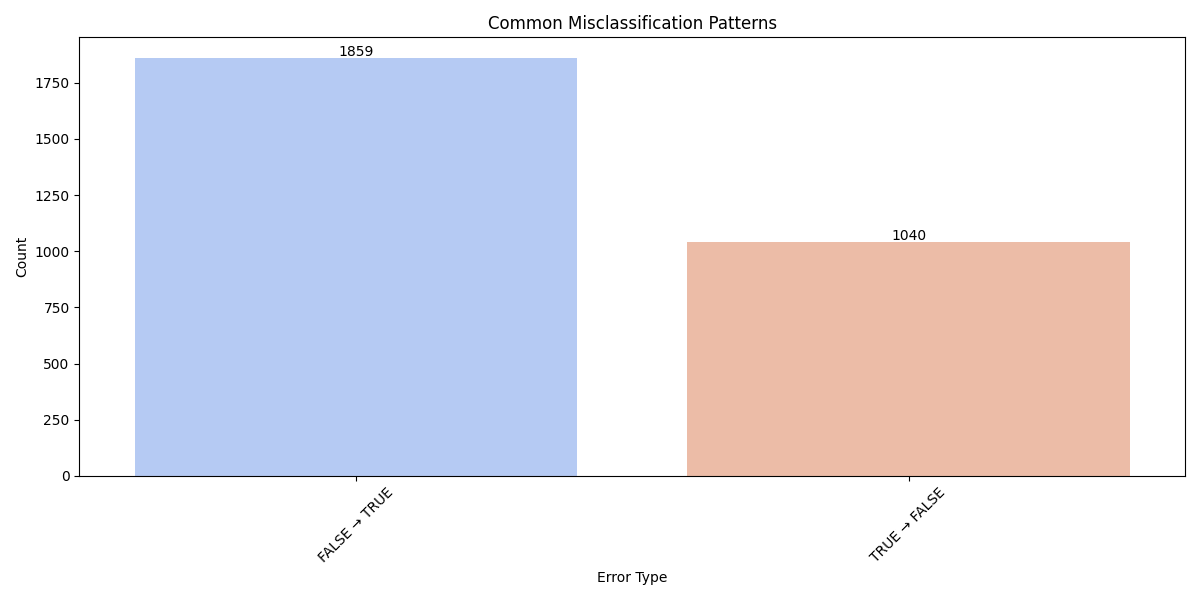 Common Misclassification Patterns
1859
1040
1750
1500
1250
1000
750
500
250
0
Count
FALSE → TRUE
TRUE → FALSE
Error Type